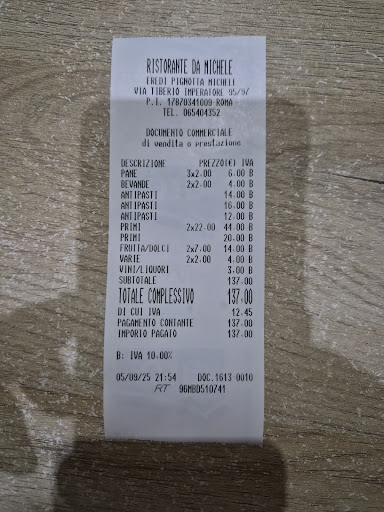 RISTORANTE DA MICHELE
EREDI PIGNOTTA MICHELE
VIA TIBERIO IMPERATORE 95/97
P.I. 17870341009 ROMA
TEL. 065404352
DOCUMENTO COMMERCIALE
di vendita o prestazione
DESCRIZIONE PREZZO(€) IVA
PANE 3x2.00 6.00 B
BEVANDE 2x2.00 4.00 B
ANTIPASTI 14.00 B
ANTIPASTI 16.00 B
ANTIPASTI 12.00 B
PRIMI 2x22.00 44.00 B
PRIMI 20.00 B
FRUTTA/DOLCI 2x7.00 14.00 B
VARIE 2x2.00 4.00 B
VINI/LIQUORI 3.00 B
SUBTOTALE 137.00
TOTALE COMPLESSIVO 137.00
DI CUI IVA 12.45
PAGAMENTO CONTANTE 137.00
IMPORTO PAGATO 137.00
B: IVA 10.00%
05/09/25 21:54 DOC.1613-0010
RT 96MBD510741